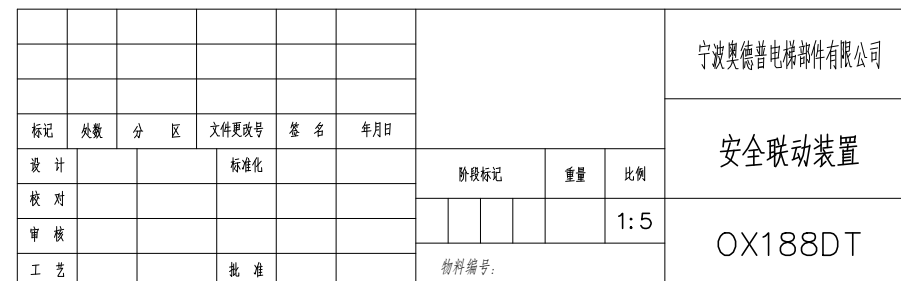 宁波奥德普电梯部件有限公司
标记 处数 分 区 文件更改号 签 名 年月日
安全联动装置
设 计 标准化
阶段标记 重量 比例
校 对
1:5
审 核
OX188DT
工 艺 批 准
物料编号: